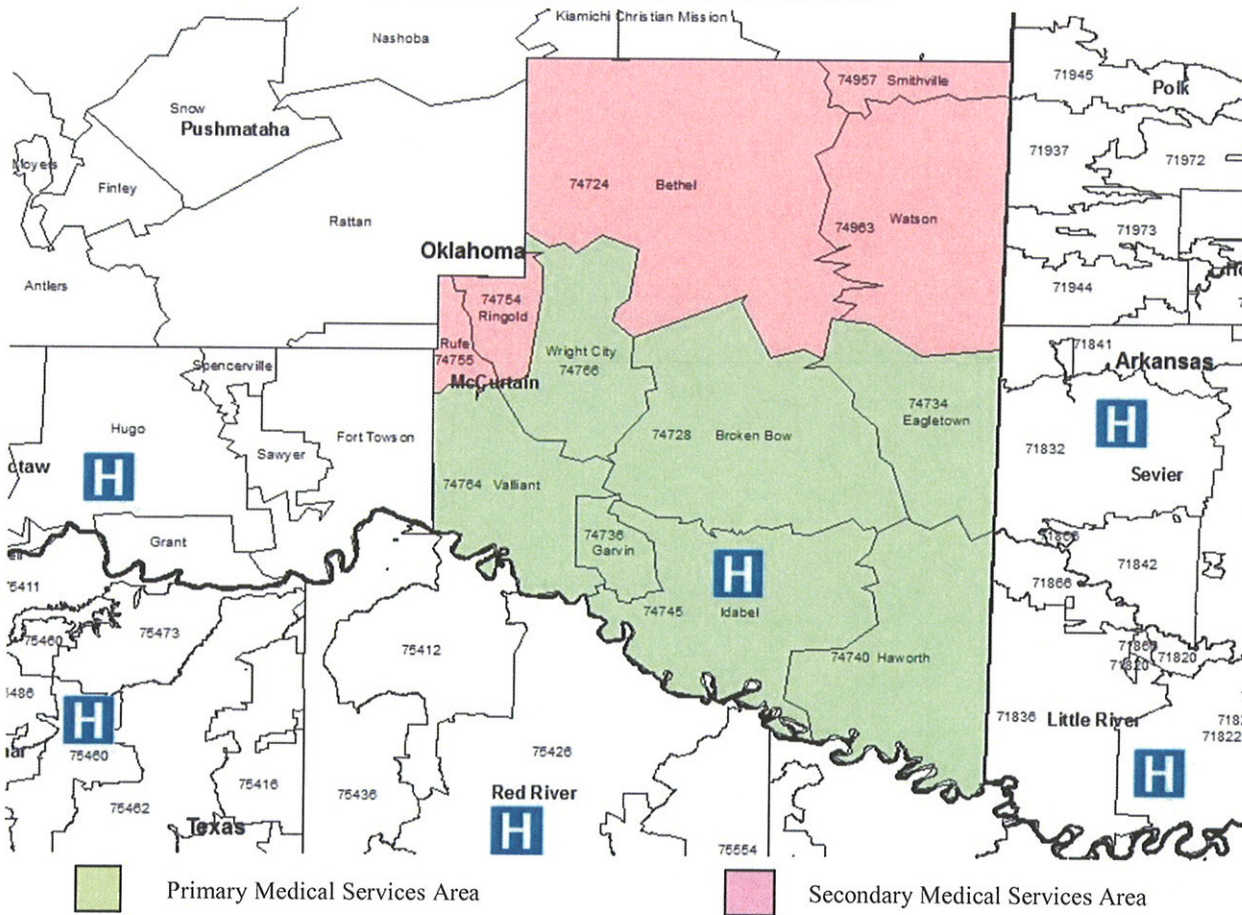 Kiamichi Christian Mission
Nashoba
74957 Smithville
71945
Polk
Snow
Pushmataha
Moyers
Finley
71937
71972
74724 Bethel
Rattan
74963
Watson
71973
Oklahoma
Antlers
71944
74754
Ringold
Rufe
74755
McCurtain
Wright City
74766
71841
Arkansas
Spencerville
74734
Eagletown
Hugo
Fort Towson
74728 Broken Bow
H
71832
Sawyer
ctaw
H
Sevier
74764 Valliant
Grant
74736
Garvin
H
71842
75411
74745
Idabel
71866
75460
75473
75412
74740 Haworth
71820
71820
H
71836
Little River
71822
75460
75426
H
75416
75436
Red River
75462
Texas
H
75554
Primary Medical Services Area
Secondary Medical Services Area